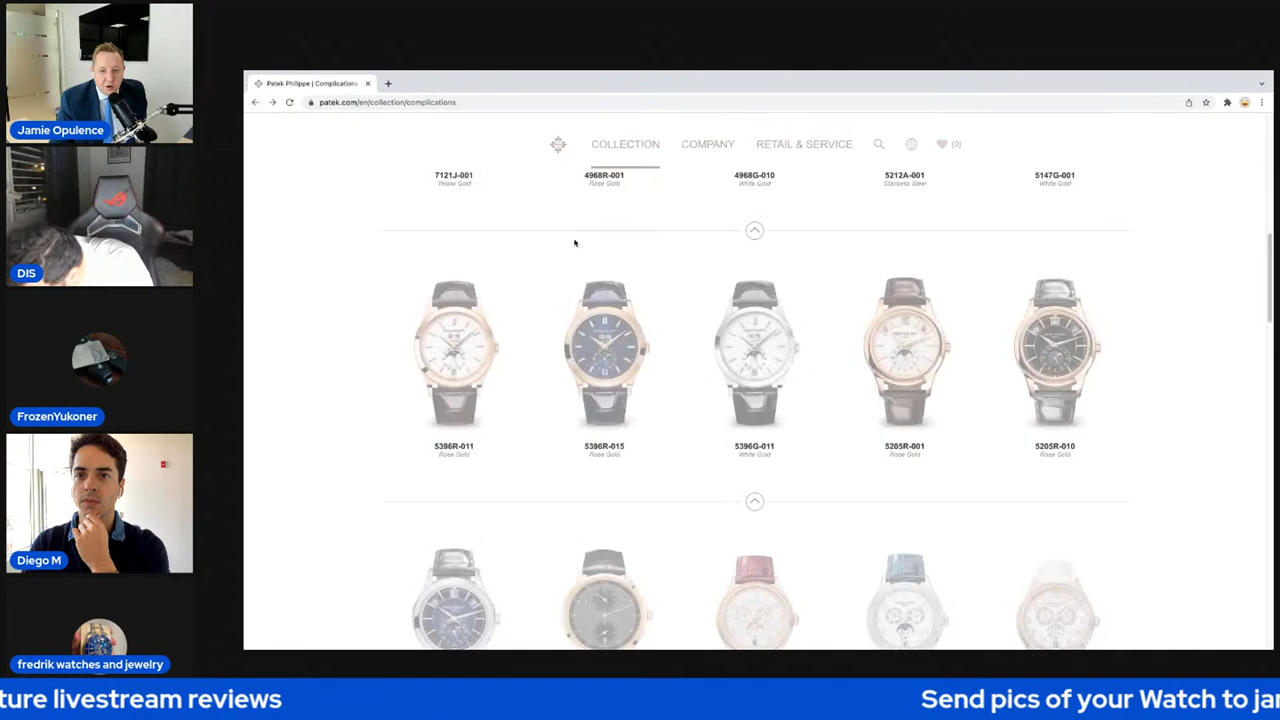 Jamie Opulence
DIS
FrozenYukoner
Diego M
fredrik watches and jewelry
Patek Philippe | Complications
patek.com/en/collection/complications
COLLECTION COMPANY RETAIL & SERVICE (0)
7121J-001 4968R-001 4968G-010 5212A-001 5147G-001
Yellow Gold Rose Gold White Gold Stainless Steel White Gold
5396R-011 5396R-015 5396G-011 5205R-001 5205R-010
Rose Gold Rose Gold White Gold Rose Gold Rose Gold
ture livestream reviews Send pics of your Watch to jar